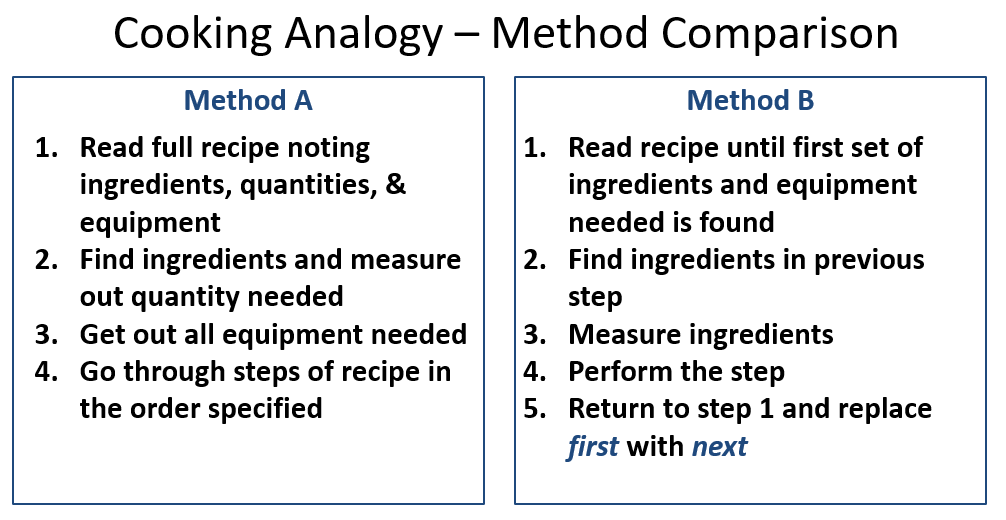 Cooking Analogy – Method Comparison
Method A
1. Read full recipe noting
ingredients, quantities, &
equipment
2. Find ingredients and measure
out quantity needed
3. Get out all equipment needed
4. Go through steps of recipe in
the order specified
Method B
1. Read recipe until first set of
ingredients and equipment
needed is found
2. Find ingredients in previous
step
3. Measure ingredients
4. Perform the step
5. Return to step 1 and replace
first with next